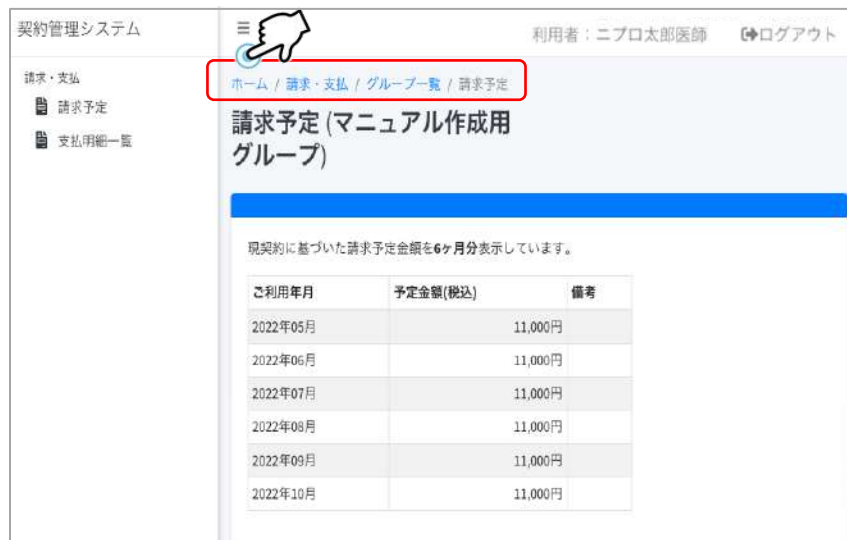 契約管理システム
利用者：ニプロ太郎医師 ログアウト
請求・支払
請求予定
支払明細一覧
ホーム / 請求・支払 / グループ一覧 / 請求予定
請求予定 (マニュアル作成用
グループ)
現契約に基づいた請求予定金額を6ヶ月分表示しています。
ご利用年月 予定金額(税込) 備考
2022年05月 11,000円
2022年06月 11,000円
2022年07月 11,000円
2022年08月 11,000円
2022年09月 11,000円
2022年10月 11,000円